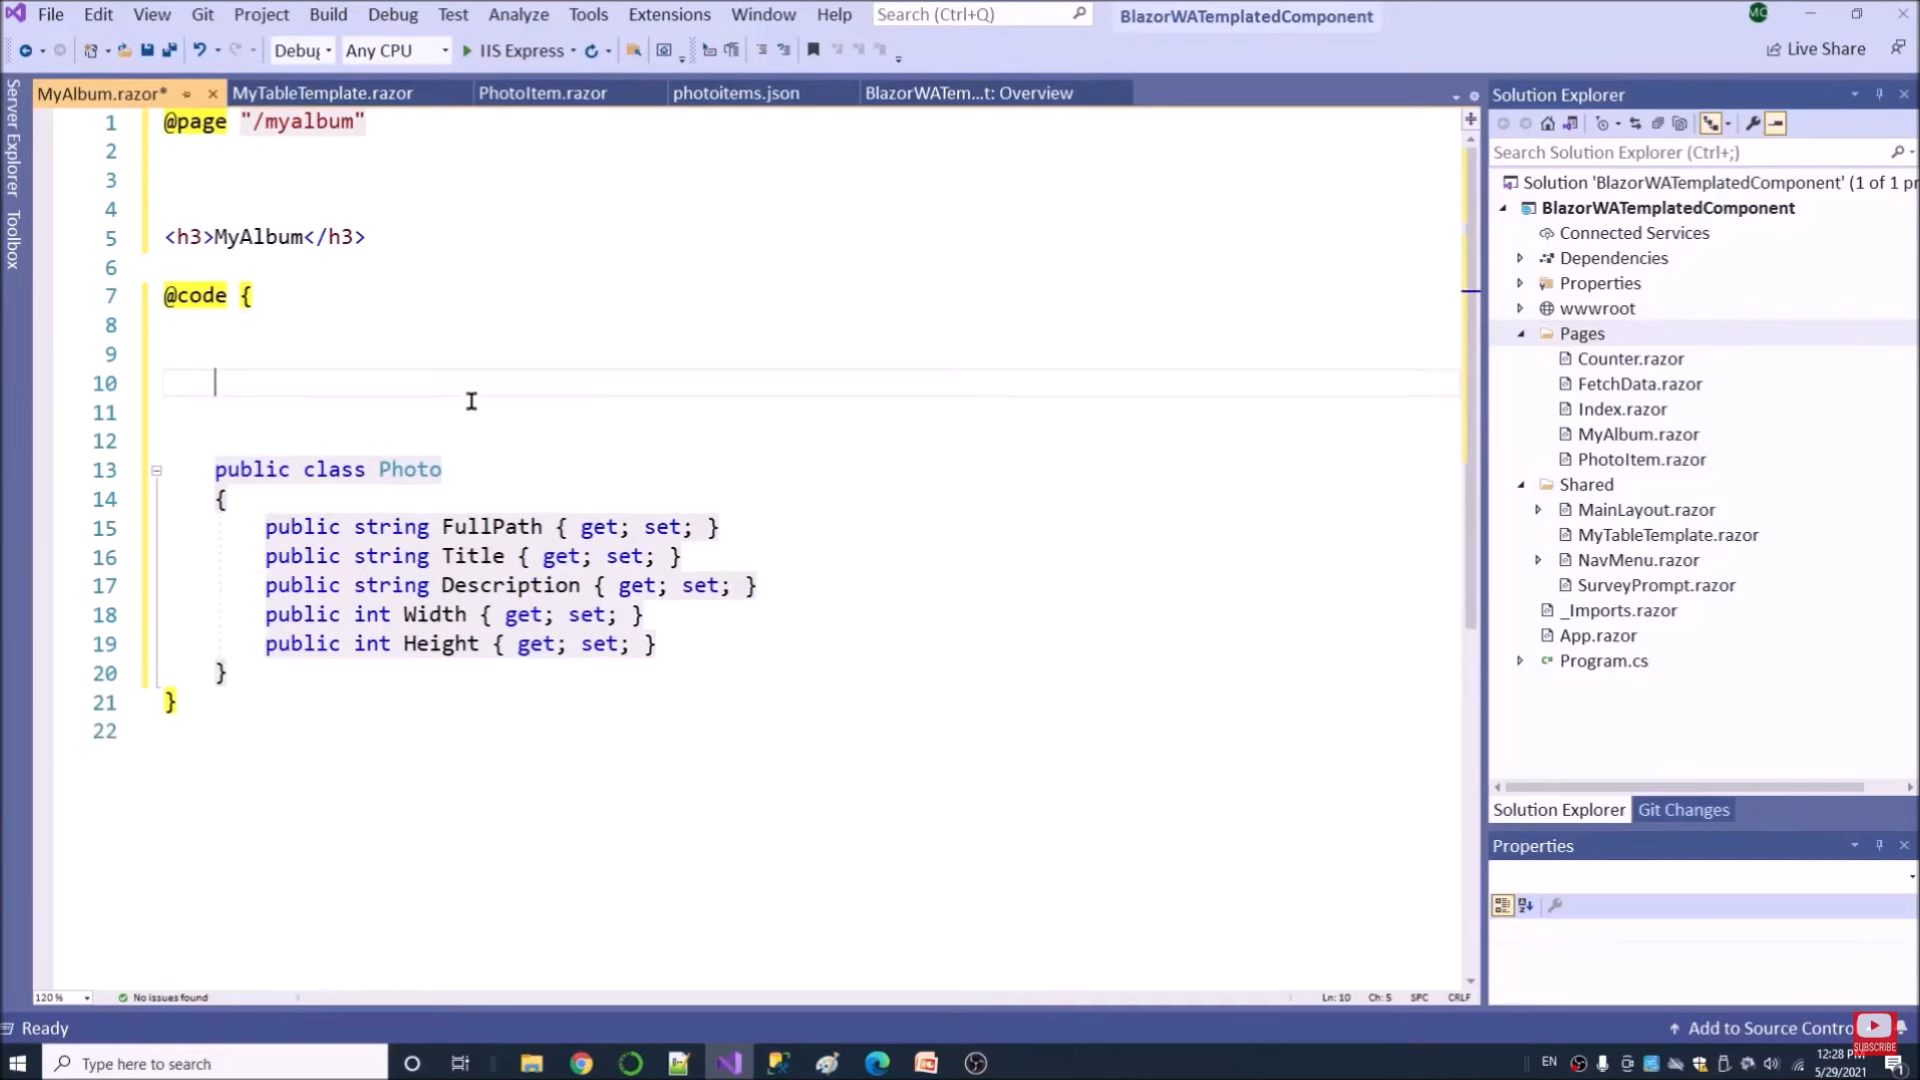 File Edit View Git Project Build Debug Test Analyze Tools Extensions Window Help Search (Ctrl+Q) BlazorWATemplatedComponent MC
Debug Any CPU IIS Express Live Share
Server Explorer
Toolbox
MyAlbum.razor* MyTableTemplate.razor PhotoItem.razor photoitems.json BlazorWATem...t: Overview
1 @page "/myalbum"
2
3
4
5 <h3>MyAlbum</h3>
6
7 @code {
8
9
10
11
12
13 public class Photo
14 {
15 public string FullPath { get; set; }
16 public string Title { get; set; }
17 public string Description { get; set; }
18 public int Width { get; set; }
19 public int Height { get; set; }
20 }
21 }
22
120 % No issues found Ln: 10 Ch: 5 SPC CRLF
Solution Explorer
Search Solution Explorer (Ctrl+;)
Solution 'BlazorWATemplatedComponent' (1 of 1 pr
BlazorWATemplatedComponent
Connected Services
Dependencies
Properties
wwwroot
Pages
Counter.razor
FetchData.razor
Index.razor
MyAlbum.razor
PhotoItem.razor
Shared
MainLayout.razor
MyTableTemplate.razor
NavMenu.razor
SurveyPrompt.razor
_Imports.razor
App.razor
Program.cs
Solution Explorer Git Changes
Properties
Ready Add to Source Contro
SUBSCRIBE
Type here to search EN 12:28 PM
5/29/2021